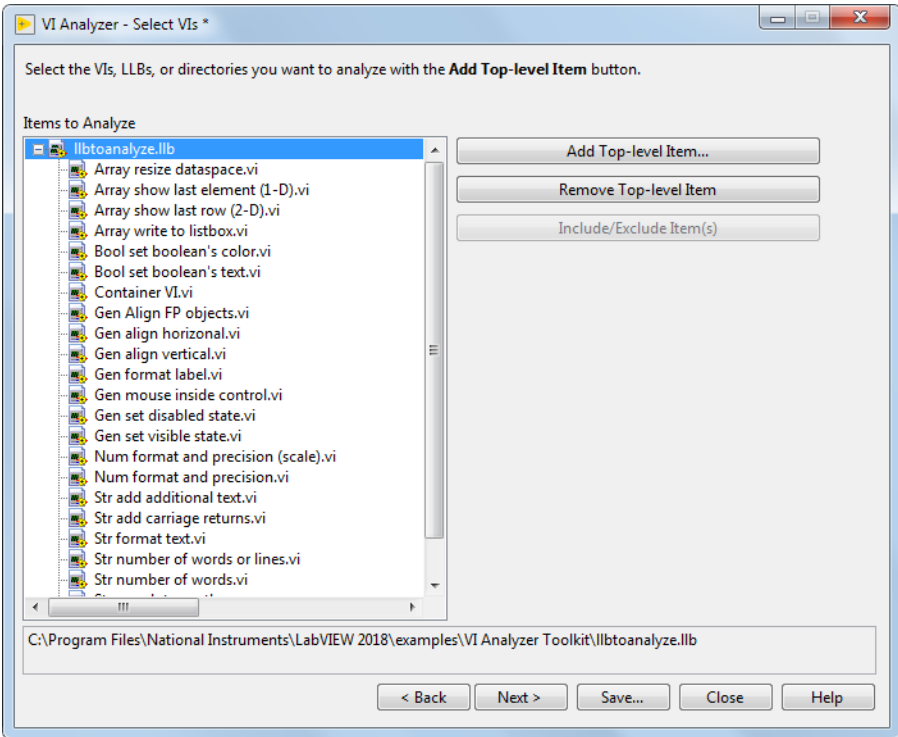 VI Analyzer - Select VIs *
Select the VIs, LLBs, or directories you want to analyze with the Add Top-level Item button.
Items to Analyze
llbtoanalyze.llb
Array resize dataspace.vi
Array show last element (1-D).vi
Array show last row (2-D).vi
Array write to listbox.vi
Bool set boolean's color.vi
Bool set boolean's text.vi
Container VI.vi
Gen Align FP objects.vi
Gen align horizonal.vi
Gen align vertical.vi
Gen format label.vi
Gen mouse inside control.vi
Gen set disabled state.vi
Gen set visible state.vi
Num format and precision (scale).vi
Num format and precision.vi
Str add additional text.vi
Str add carriage returns.vi
Str format text.vi
Str number of words or lines.vi
Str number of words.vi
Add Top-level Item...
Remove Top-level Item
Include/Exclude Item(s)
C:\Program Files\National Instruments\LabVIEW 2018\examples\VI Analyzer Toolkit\llbtoanalyze.llb
< Back Next > Save... Close Help